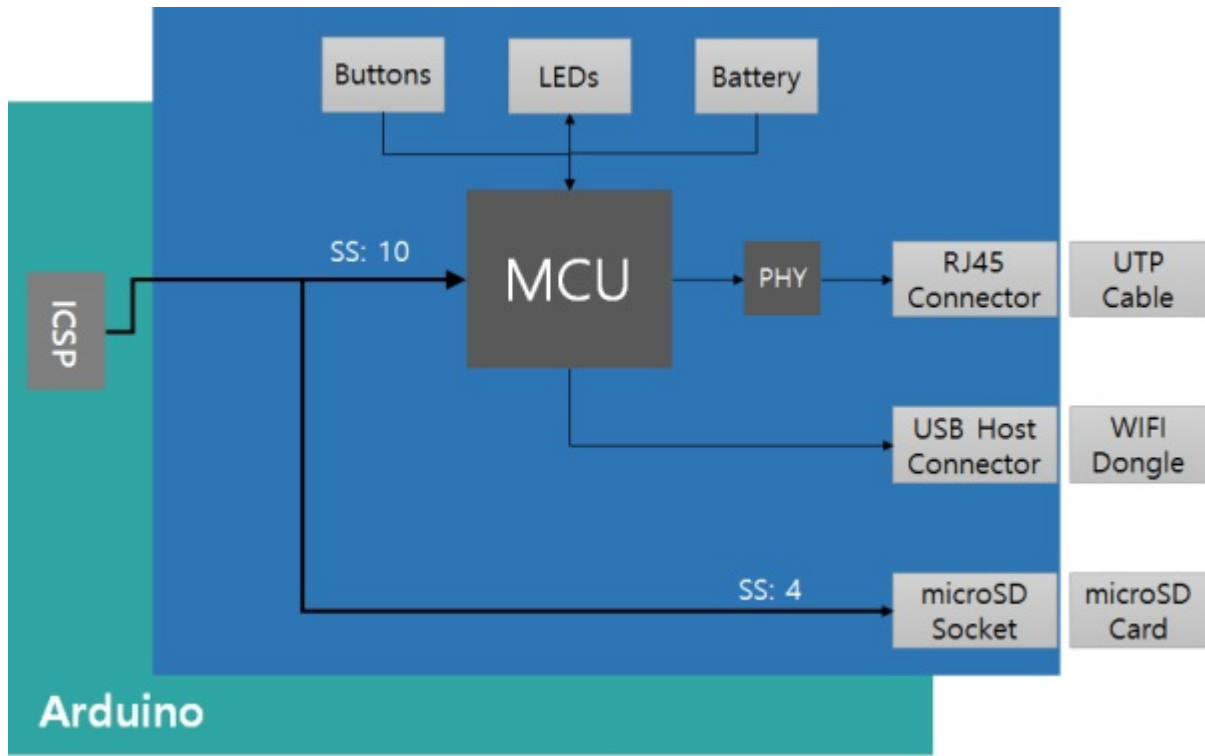 Buttons
LEDs
Battery
SS: 10
ICSP
MCU
PHY
RJ45
Connector
UTP
Cable
USB Host
Connector
WIFI
Dongle
SS: 4
microSD
Socket
microSD
Card
Arduino